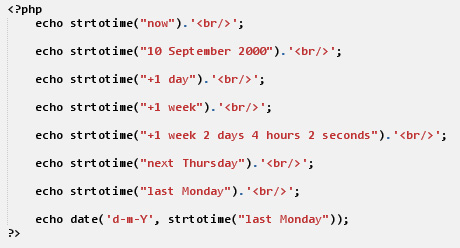 <?php
echo strtotime("now").'<br/>';
echo strtotime("10 September 2000").'<br/>';
echo strtotime("+1 day").'<br/>';
echo strtotime("+1 week").'<br/>';
echo strtotime("+1 week 2 days 4 hours 2 seconds").'<br/>';
echo strtotime("next Thursday").'<br/>';
echo strtotime("last Monday").'<br/>';
echo date('d-m-Y', strtotime("last Monday"));
?>